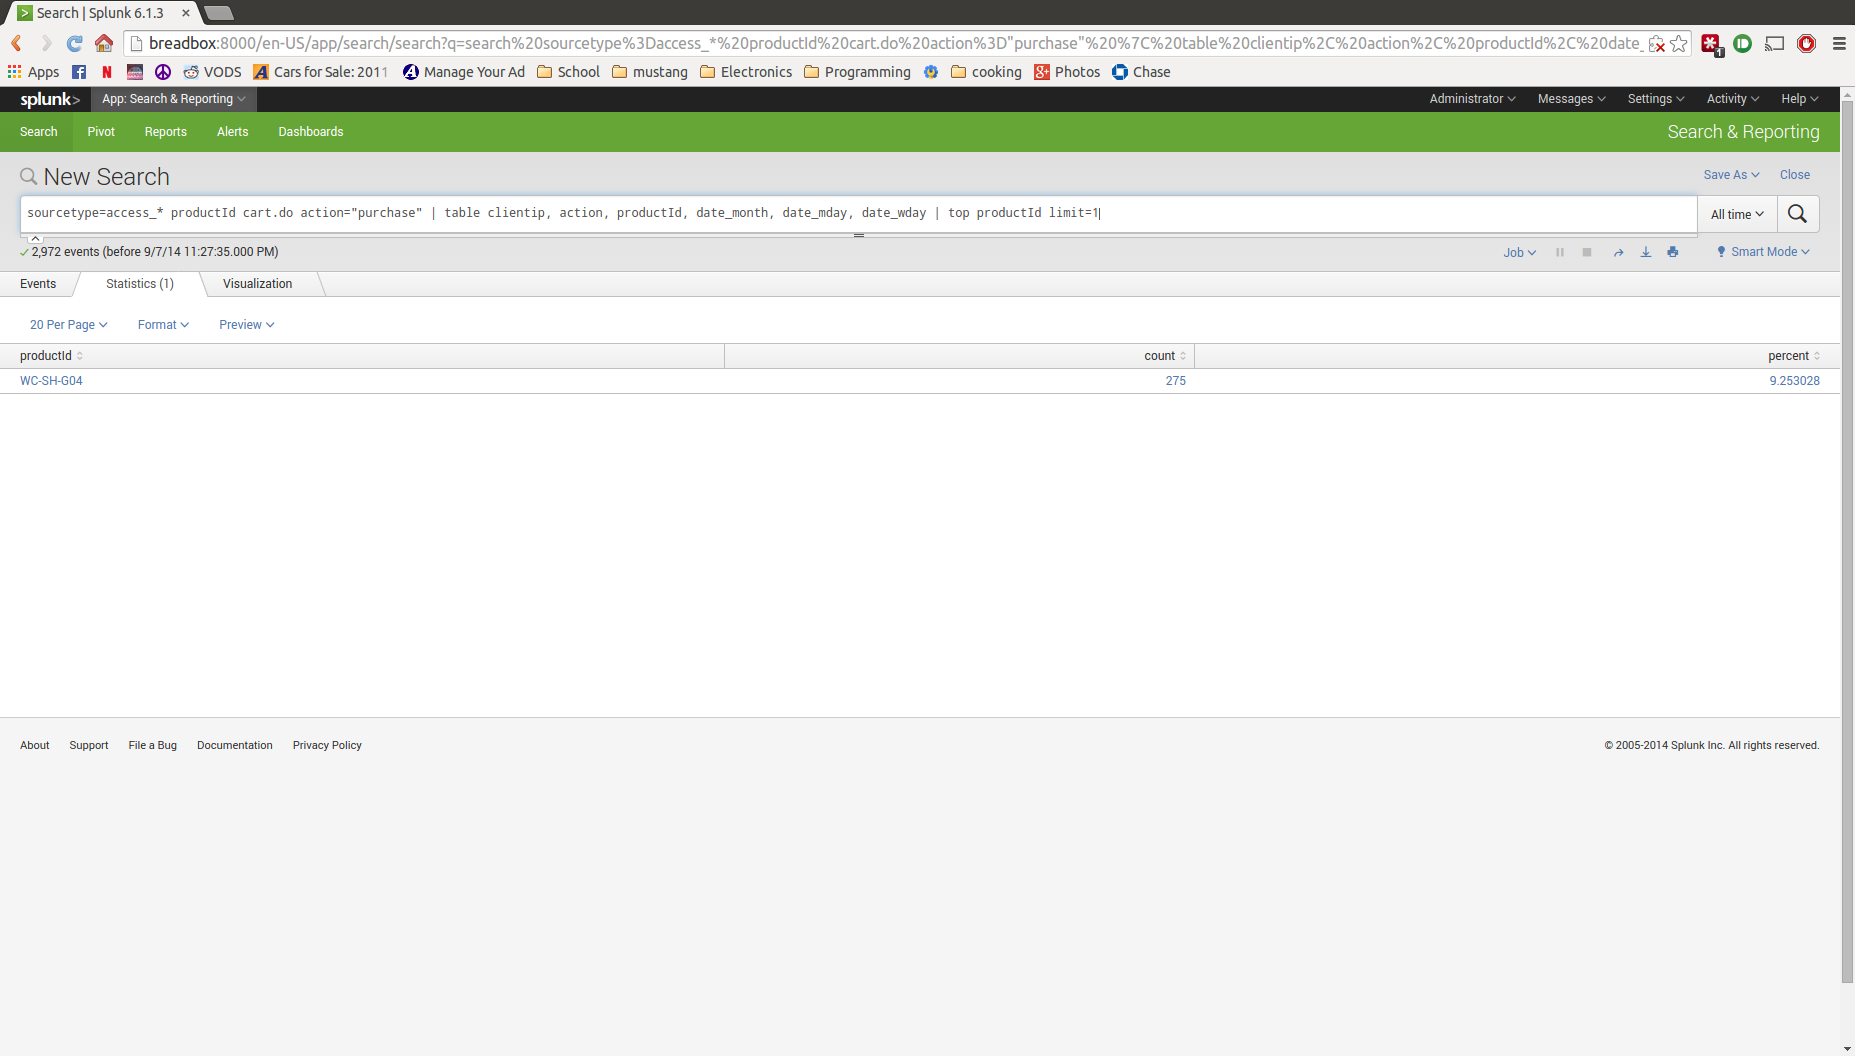 Search | Splunk 6.1.3
breadbox:8000/en-US/app/search/search?q=search%20sourcetype%3Daccess_*%20productId%20cart.do%20action%3D"purchase"%20%7C%20table%20clientip%2C%20action%2C%20productId%2C%20date_
Apps VODS Cars for Sale: 2011 Manage Your Ad School mustang Electronics Programming cooking Photos Chase
splunk> App: Search & Reporting Administrator Messages Settings Activity Help
Search Pivot Reports Alerts Dashboards Search & Reporting
New Search Save As Close
sourcetype=access_* productId cart.do action="purchase" | table clientip, action, productId, date_month, date_mday, date_wday | top productId limit=1 All time
2,972 events (before 9/7/14 11:27:35.000 PM) Job Smart Mode
Events Statistics (1) Visualization
20 Per Page Format Preview
productId count percent
WC-SH-G04 275 9.253028
About Support File a Bug Documentation Privacy Policy © 2005-2014 Splunk Inc. All rights reserved.